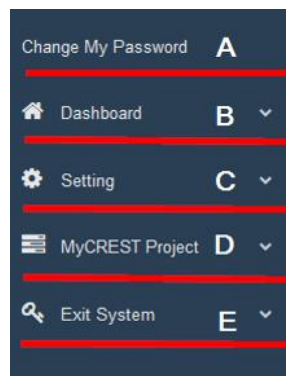 Change My Password A
Dashboard B
Setting C
MyCREST Project D
Exit System E